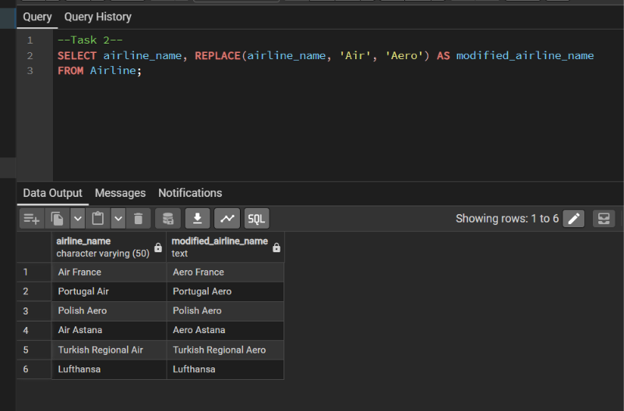 Query Query History
1 --Task 2--
2 SELECT airline_name, REPLACE(airline_name, 'Air', 'Aero') AS modified_airline_name
3 FROM Airline;
Data Output Messages Notifications
SQL Showing rows: 1 to 6
airline_name modified_airline_name
character varying (50) text
1 Air France Aero France
2 Portugal Air Portugal Aero
3 Polish Aero Polish Aero
4 Air Astana Aero Astana
5 Turkish Regional Air Turkish Regional Aero
6 Lufthansa Lufthansa